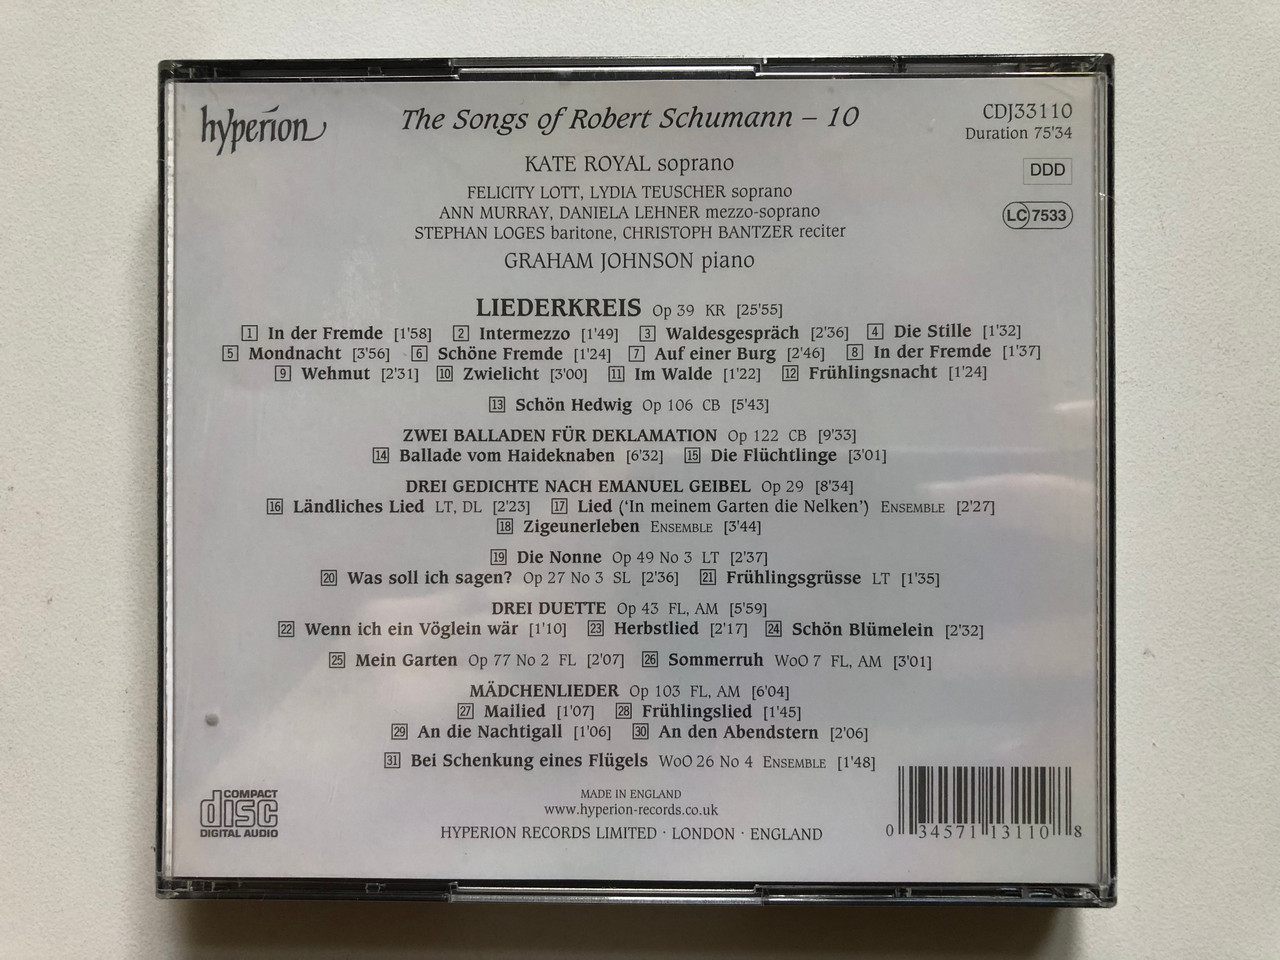 hyperion
The Songs of Robert Schumann – 10
CDJ33110
Duration 75'34
KATE ROYAL soprano
DDD
FELICITY LOTT, LYDIA TEUSCHER soprano
ANN MURRAY, DANIELA LEHNER mezzo-soprano
LC 7533
STEPHAN LOGES baritone, CHRISTOPH BANTZER reciter
GRAHAM JOHNSON piano
LIEDERKREIS Op 39 KR [25'55]
1 In der Fremde [1'58] 2 Intermezzo [1'49] 3 Waldesgespräch [2'36] 4 Die Stille [1'32]
5 Mondnacht [3'56] 6 Schöne Fremde [1'24] 7 Auf einer Burg [2'46] 8 In der Fremde [1'37]
9 Wehmut [2'31] 10 Zwielicht [3'00] 11 Im Walde [1'22] 12 Frühlingsnacht [1'24]
13 Schön Hedwig Op 106 CB [5'43]
ZWEI BALLADEN FÜR DEKLAMATION Op 122 CB [9'33]
14 Ballade vom Haideknaben [6'32] 15 Die Flüchtlinge [3'01]
DREI GEDICHTE NACH EMANUEL GEIBEL Op 29 [8'34]
16 Ländliches Lied LT, DL [2'23] 17 Lied (‘In meinem Garten die Nelken’) ENSEMBLE [2'27]
18 Zigeunerleben ENSEMBLE [3'44]
19 Die Nonne Op 49 No 3 LT [2'37]
20 Was soll ich sagen? Op 27 No 3 SL [2'36] 21 Frühlingsgrüsse LT [1'35]
DREI DUETTE Op 43 FL, AM [5'59]
22 Wenn ich ein Vöglein wär [1'10] 23 Herbstlied [2'17] 24 Schön Blümelein [2'32]
25 Mein Garten Op 77 No 2 FL [2'07] 26 Sommerruh WoO 7 FL, AM [3'01]
MÄDCHENLIEDER Op 103 FL, AM [6'04]
27 Mailied [1'07] 28 Frühlingslied [1'45]
29 An die Nachtigall [1'06] 30 An den Abendstern [2'06]
31 Bei Schenkung eines Flügels WoO 26 No 4 ENSEMBLE [1'48]
COMPACT
disc
DIGITAL AUDIO
MADE IN ENGLAND
www.hyperion-records.co.uk
HYPERION RECORDS LIMITED · LONDON · ENGLAND
0 34571 13110 8